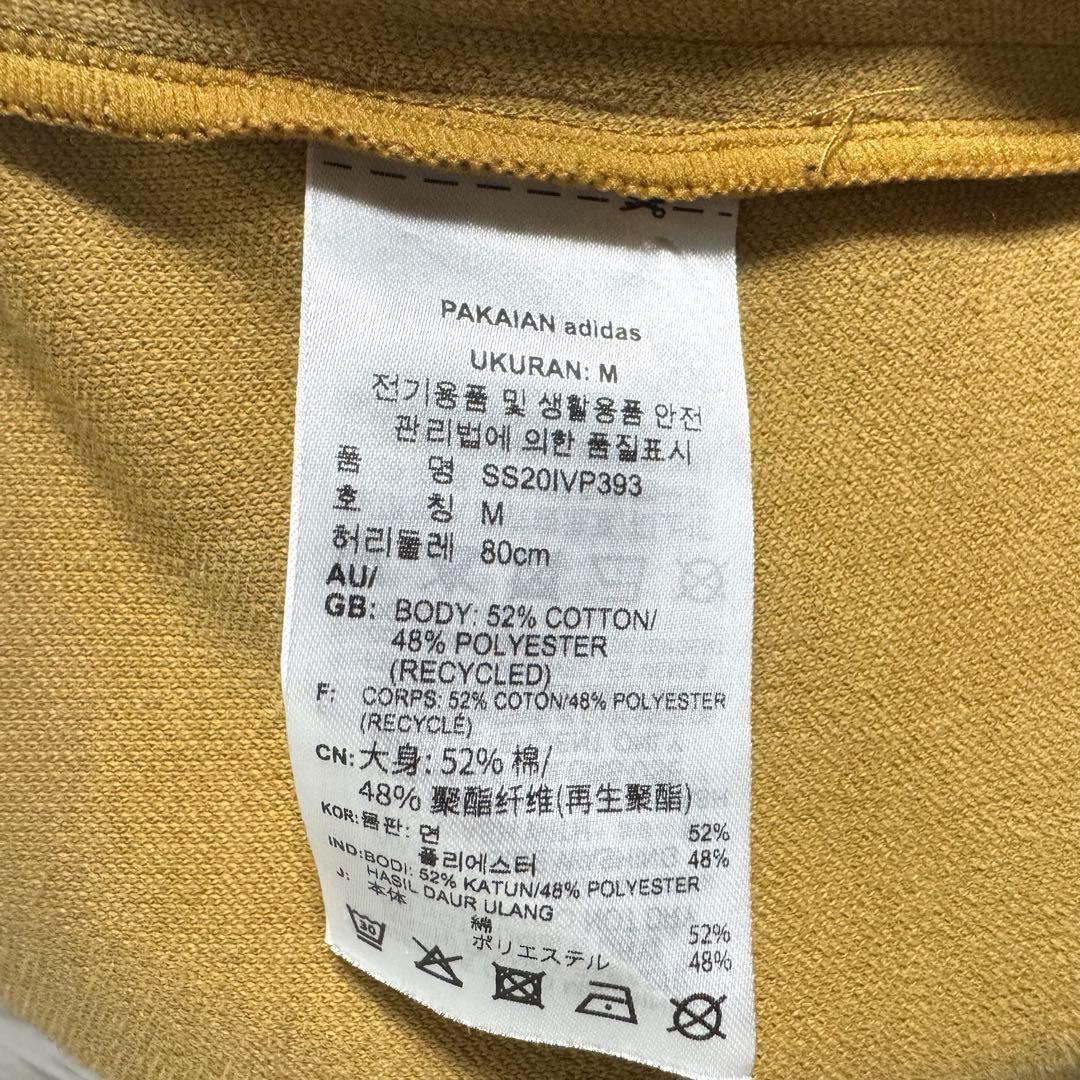 PAKAIAN adidas
UKURAN: M
전기용품 및 생활용품 안전
관리법에 의한 품질표시
품 명 SS20IVP393
호 칭 M
허리둘레 80cm
AU/
GB: BODY: 52% COTTON/
48% POLYESTER
(RECYCLED)
F: CORPS: 52% COTON/48% POLYESTER
(RECYCLÉ)
CN: 大身: 52% 棉/
48% 聚酯纤维(再生聚酯)
KOR: 몸판: 면 52%
폴리에스터 48%
IND: BODI: 52% KATUN/48% POLYESTER
HASIL DAUR ULANG
J: 本体 綿 52%
ポリエステル 48%
30